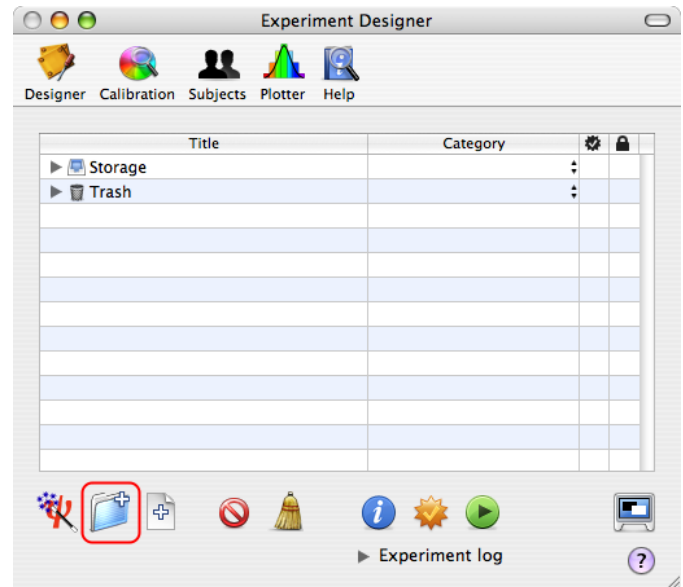 Experiment Designer
Designer Calibration Subjects Plotter Help
Title Category
Storage
Trash
Experiment log
?